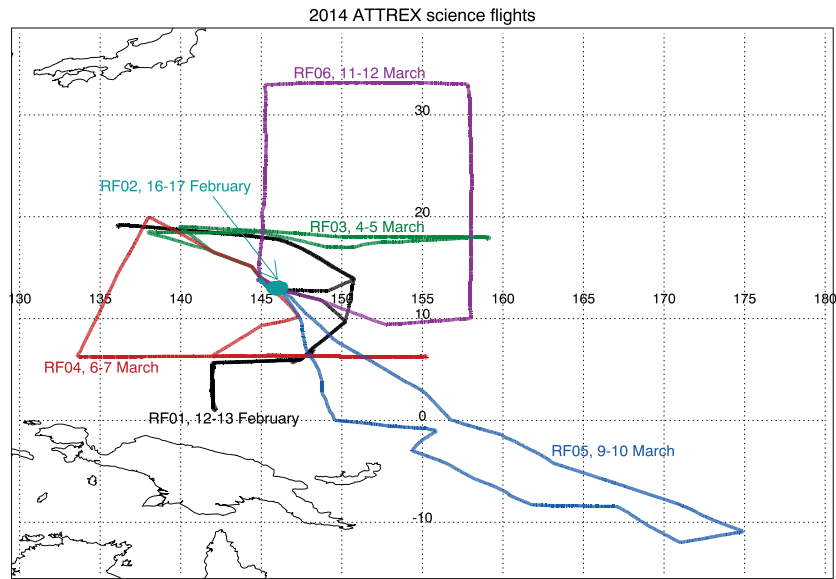 2014 ATTREX science flights
RF06, 11-12 March
30
RF02, 16-17 February
20
RF03, 4-5 March
130 135 140 145 150 155 160 165 170 175 180
10
RF04, 6-7 March
RF01, 12-13 February
0
RF05, 9-10 March
-10